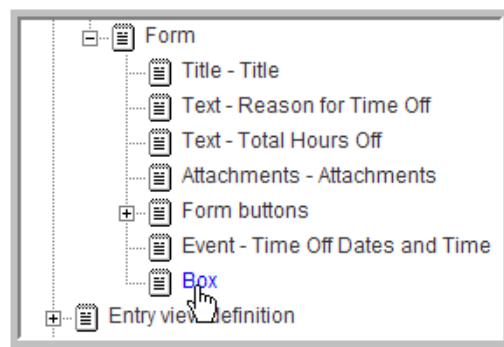 Form
Title - Title
Text - Reason for Time Off
Text - Total Hours Off
Attachments - Attachments
Form buttons
Event - Time Off Dates and Time
Box
Entry view definition